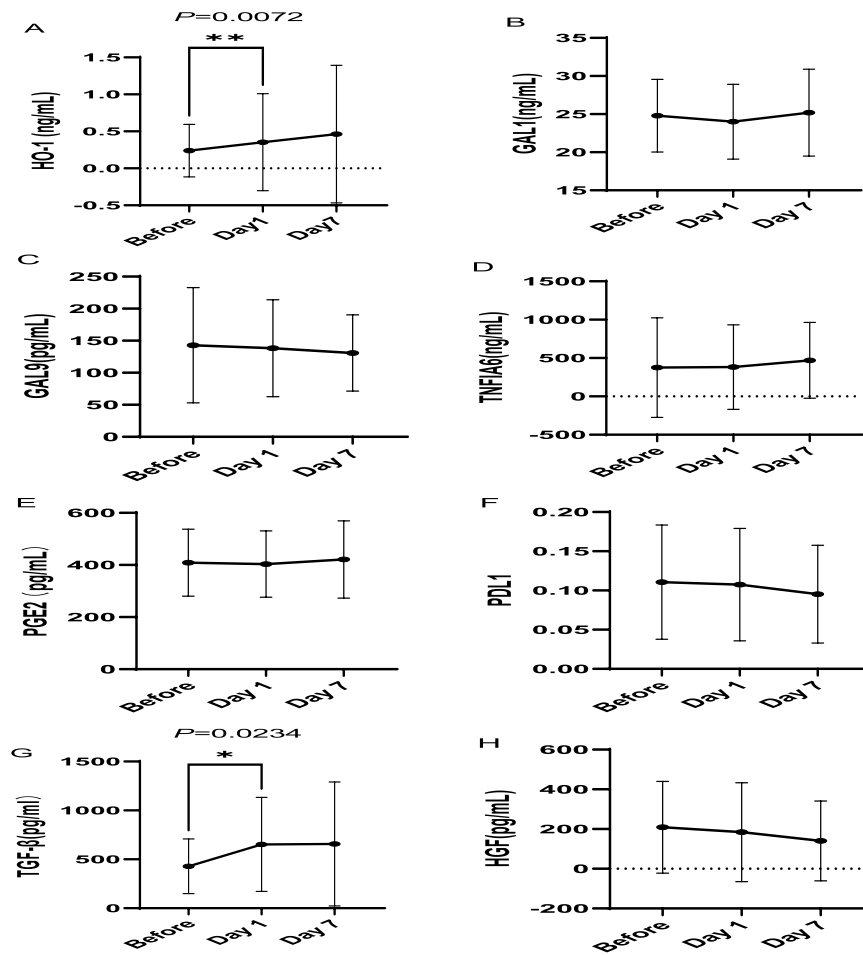 A
P=0.0072
**
HO-1 (ng/mL)
1.5
1.0
0.5
0.0
-0.5
Before
Day1
Day7
B
GAL1(ng/mL)
35
30
25
20
15
Before
Day 1
Day 7
C
GAL9(pg/mL)
250
200
150
100
50
0
Before
Day 1
Day 7
D
TNFIA6(ng/mL)
1500
1000
500
0
-500
Before
Day 1
Day 7
E
PGE2 (pg/mL)
600
400
200
0
Before
Day 1
Day 7
F
PDL1
0.20
0.15
0.10
0.05
0.00
Before
Day 1
Day 7
G
P=0.0234
*
TGF-β(pg/ml)
1500
1000
500
0
Before
Day 1
Day 7
H
HGF(pg/mL)
600
400
200
0
-200
Before
Day 1
Day 7